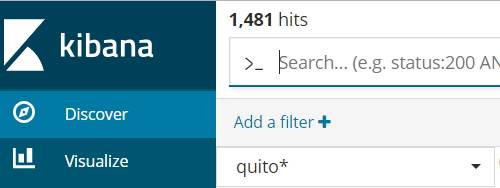 kibana
Discover
Visualize
1,481 hits
>_ Search... (e.g. status:200 AN
Add a filter +
quito*